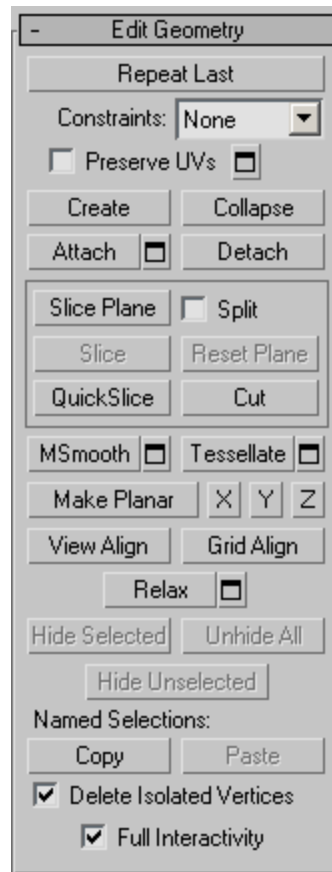 - Edit Geometry
Repeat Last
Constraints: None
Preserve UVs
Create Collapse
Attach Detach
Slice Plane Split
Slice Reset Plane
QuickSlice Cut
MSmooth Tessellate
Make Planar X Y Z
View Align Grid Align
Relax
Hide Selected Unhide All
Hide Unselected
Named Selections:
Copy Paste
Delete Isolated Vertices
Full Interactivity